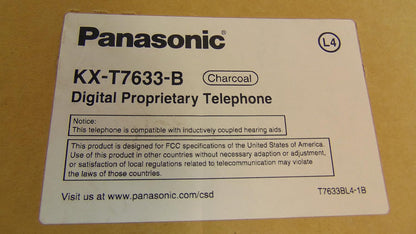 Panasonic®
L4
KX-T7633-B Charcoal
Digital Proprietary Telephone
Notice:
This telephone is compatible with inductively coupled hearing aids
This product is designed for FCC specifications of the United States of America.
Use of this product in other countries without necessary adaption or adjustment,
or satisfaction of local regulations related to telecommunication may violate
the laws of those countries.
Visit us at www.panasonic.com/csd
T7633BL4-1B